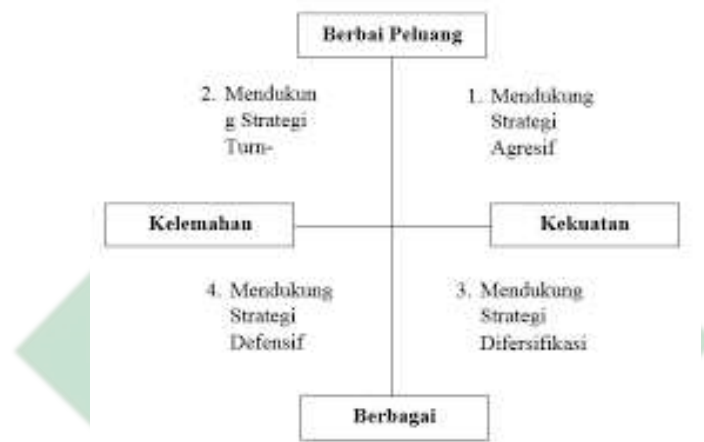 Berbai Peluang
2. Mendukun
g Strategi
Turn-
1. Mendukung
Strategi
Agresif
Kelemahan
Kekuatan
4. Mendukung
Strategi
Defensif
3. Mendukung
Strategi
Difersifikasi
Berbagai